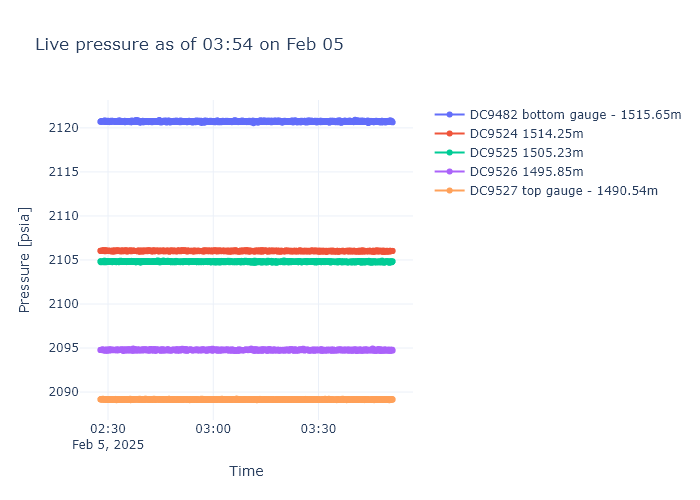 Live pressure as of 03:54 on Feb 05
DC9482 bottom gauge - 1515.65m
DC9524 1514.25m
DC9525 1505.23m
DC9526 1495.85m
DC9527 top gauge - 1490.54m
Pressure [psia]
2120
2115
2110
2105
2100
2095
2090
02:30
03:00
03:30
Feb 5, 2025
Time